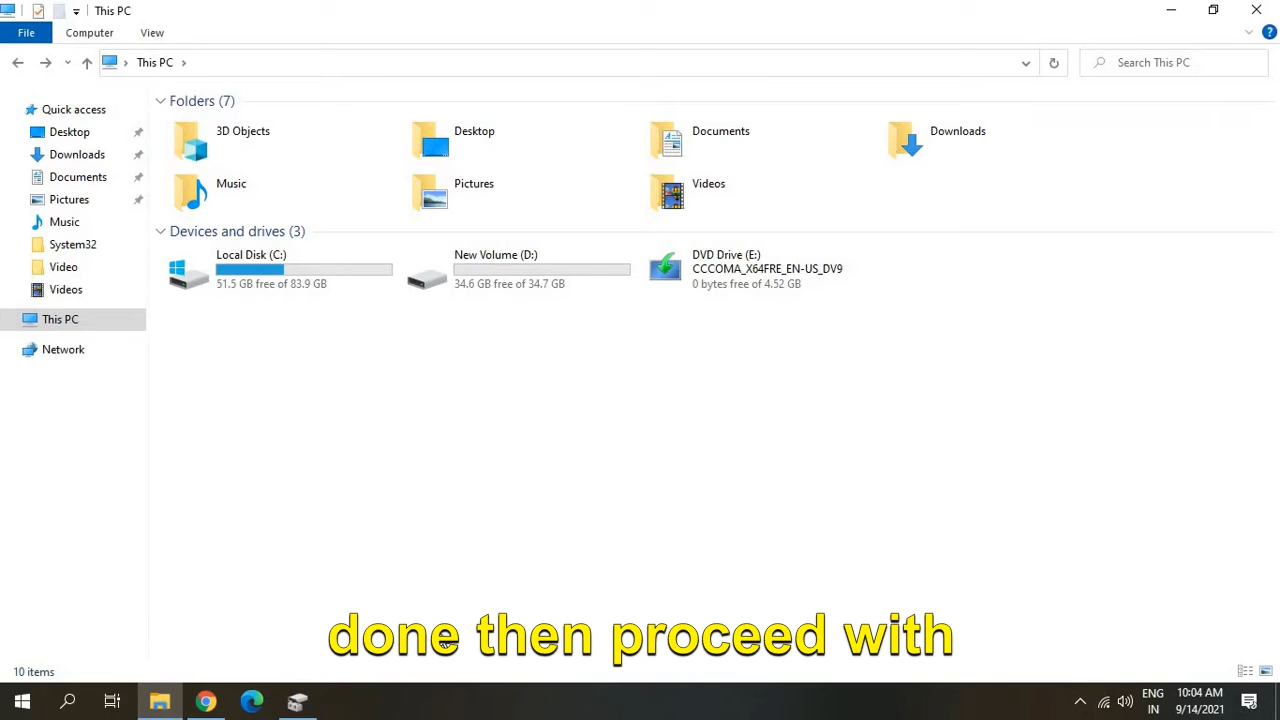 This PC
File
Computer
View
This PC
Search This PC
Quick access
Desktop
Downloads
Documents
Pictures
Music
System32
Video
Videos
This PC
Network
Folders (7)
3D Objects
Desktop
Documents
Downloads
Music
Pictures
Videos
Devices and drives (3)
Local Disk (C:)
51.5 GB free of 83.9 GB
New Volume (D:)
34.6 GB free of 34.7 GB
DVD Drive (E:)
CCCOMA_X64FRE_EN-US_DV9
0 bytes free of 4.52 GB
done then proceed with
10 items
ENG
IN
10:04 AM
9/14/2021